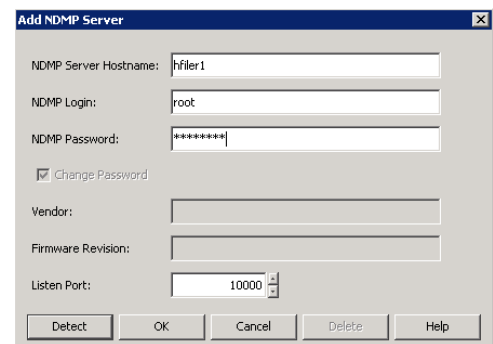 Add NDMP Server
NDMP Server Hostname: hfiler1
NDMP Login: root
NDMP Password: ********
Change Password
Vendor:
Firmware Revision:
Listen Port: 10000
Detect OK Cancel Delete Help